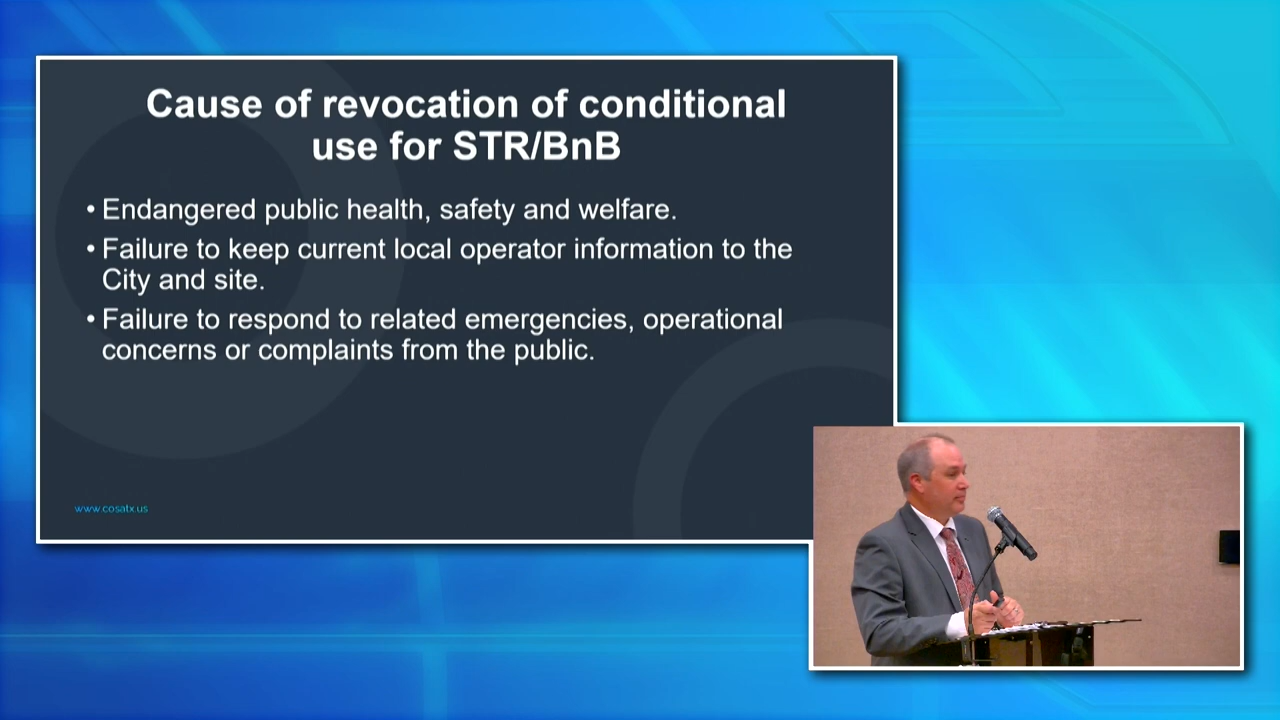 Cause of revocation of conditional
use for STR/BnB
• Endangered public health, safety and welfare.
• Failure to keep current local operator information to the
City and site.
• Failure to respond to related emergencies, operational
concerns or complaints from the public.
www.cosatx.us